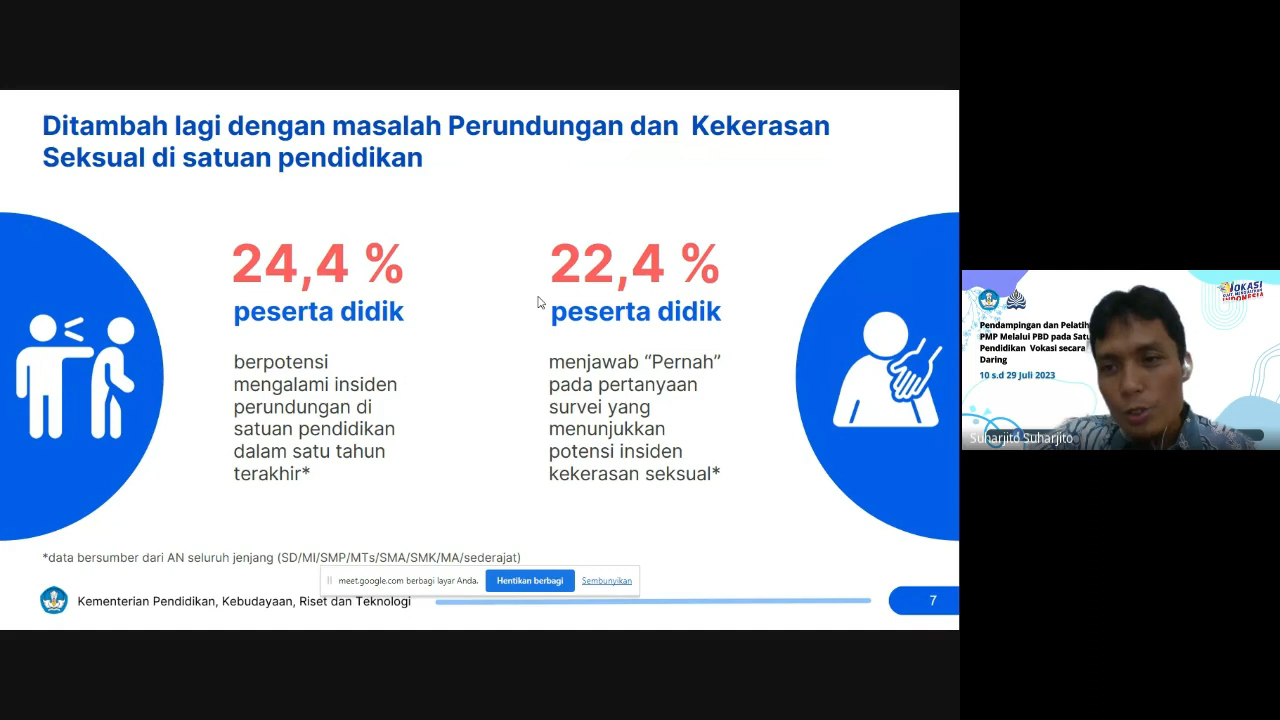 Ditambah lagi dengan masalah Perundungan dan Kekerasan
Seksual di satuan pendidikan
24,4 %
peserta didik
berpotensi
mengalami insiden
perundungan di
satuan pendidikan
dalam satu tahun
terakhir*
22,4 %
peserta didik
menjawab “Pernah”
pada pertanyaan
survei yang
menunjukkan
potensi insiden
kekerasan seksual*
*data bersumber dari AN seluruh jenjang (SD/MI/SMP/MTs/SMA/SMK/MA/sederajat)
meet.google.com berbagi layar Anda.
Hentikan berbagi
Sembunyikan
Kementerian Pendidikan, Kebudayaan, Riset dan Teknologi
7
Pendampingan dan Pelatih
PMP Melalui PBD pada Satu
Pendidikan Vokasi secara
Daring
10 s.d 29 Juli 2023
Suharjito Suharjito